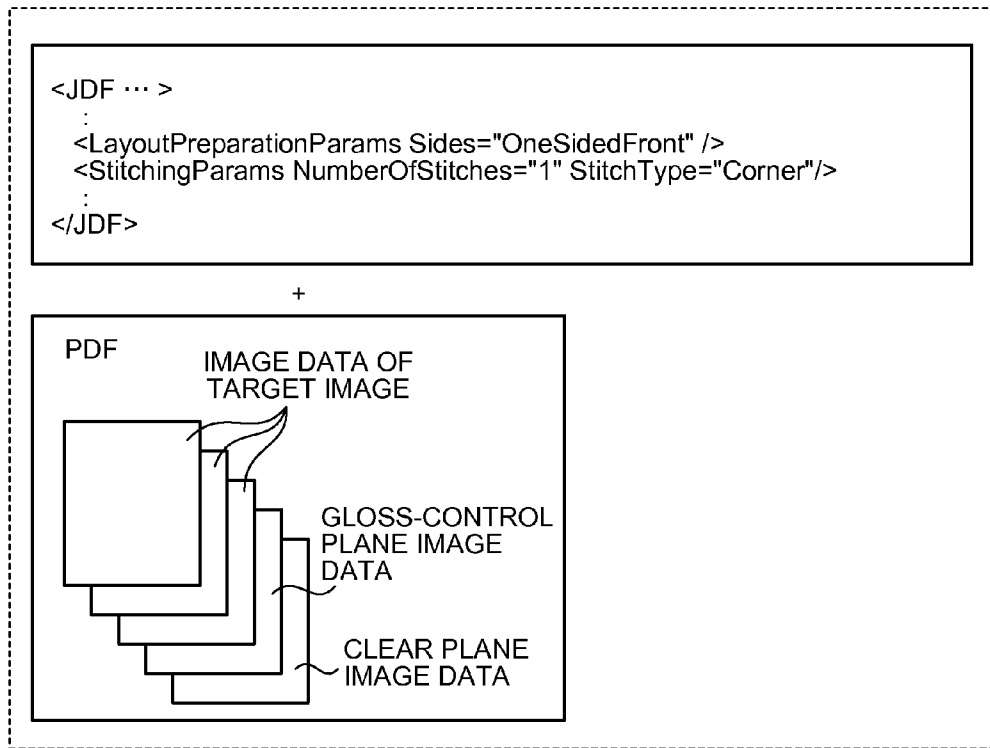 <JDF ··· >
:
<LayoutPreparationParams Sides="OneSidedFront" />
<StitchingParams NumberOfStitches="1" StitchType="Corner"/>
:
</JDF>
+
PDF
IMAGE DATA OF
TARGET IMAGE
GLOSS-CONTROL
PLANE IMAGE
DATA
CLEAR PLANE
IMAGE DATA